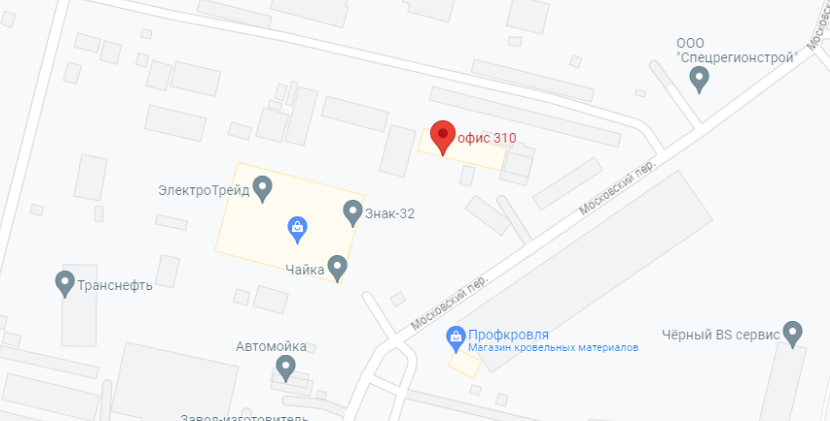 Московский
ООО
"Спецрегионстрой"
офис 310
Московский пер.
ЭлектроТрейд
Знак-32
Чайка
Транснефть
Московский пер.
Профкровля
Магазин кровельных материалов
Чёрный BS сервис
Автомойка
Завод-изготовитель